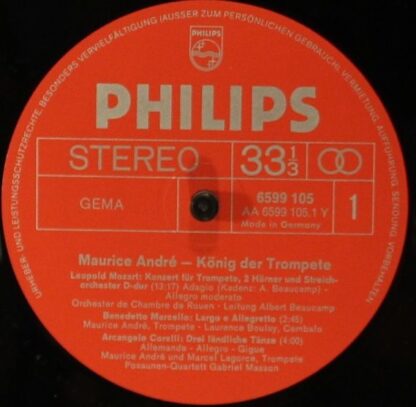 URHEBER UND LEISTUNGSSCHUTZRECHTE BESONDERS VERVIELFÄLTIGUNG (AUSSER ZUM PERSÖNLICHEN GEBRAUCH) VERMIETUNG, AUFFÜHRUNG, SENDUNG VORBEHALTEN
PHILIPS
PHILIPS
STEREO 33 1/3
GEMA
6599 105
AA 6599 105.1 Y
Made in Germany
1
Maurice André – König der Trompete
Leopold Mozart: Konzert für Trompete, 2 Hörner und Streich-
orchester D-dur (13:17) Adagio (Kadenz: A. Beaucamp) -
Allegro moderato
Orchester de Chambre de Rouen - Leitung Albert Beaucamp
Benedetto Marcello: Largo e Allegretto (2:45)
Maurice André, Trompete - Laurence Boulay, Cembalo
Arcangelo Corelli: Drei ländliche Tänze (4:00)
Allemande - Allegro - Gigue
Maurice André und Marcel Lagorce, Trompete
Posaunen-Quartett Gabriel Masson